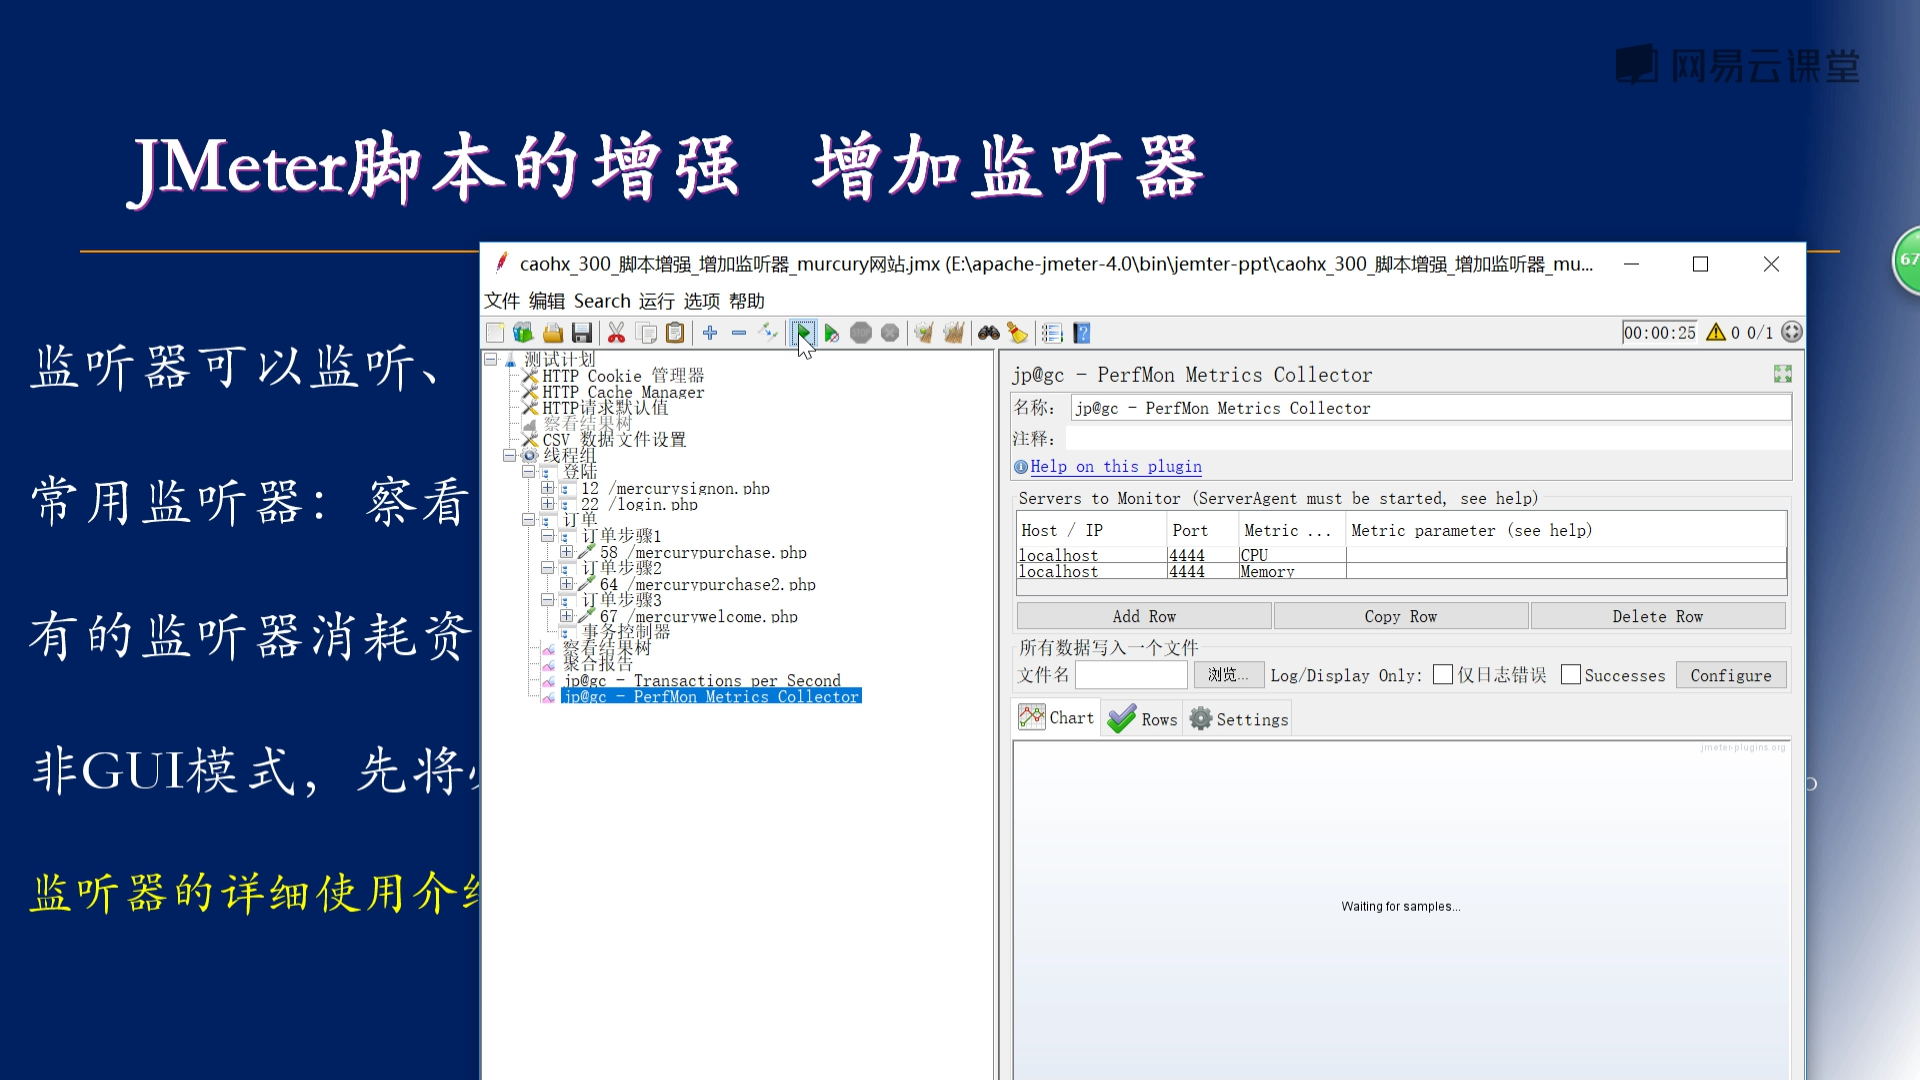 网易云课堂
JMeter脚本的增强 增加监听器
67
监听器可以监听、
常用监听器：察看
有的监听器消耗资
非GUI模式，先将
监听器的详细使用介
caohx_300_脚本增强_增加监听器_murcury网站.jmx (E:\apache-jmeter-4.0\bin\jemter-ppt\caohx_300_脚本增强_增加监听器_mu...
文件 编辑 Search 运行 选项 帮助
00:00:25 0 0/1
测试计划
HTTP Cookie 管理器
HTTP Cache Manager
HTTP请求默认值
察看结果树
CSV 数据文件设置
线程组
登陆
12 /mercurysignon.php
22 /login.php
订单
订单步骤1
58 /mercurypurchase.php
订单步骤2
64 /mercurypurchase2.php
订单步骤3
67 /mercurywelcome.php
事务控制器
察看结果树
聚合报告
jp@gc - Transactions per Second
jp@gc - PerfMon Metrics Collector
jp@gc - PerfMon Metrics Collector
名称： jp@gc - PerfMon Metrics Collector
注释：
Help on this plugin
Servers to Monitor (ServerAgent must be started, see help)
Host / IP Port Metric ... Metric parameter (see help)
localhost 4444 CPU
localhost 4444 Memory
Add Row Copy Row Delete Row
所有数据写入一个文件
文件名 浏览... Log/Display Only: 仅日志错误 Successes Configure
Chart Rows Settings
jmeter-plugins.org
Waiting for samples...